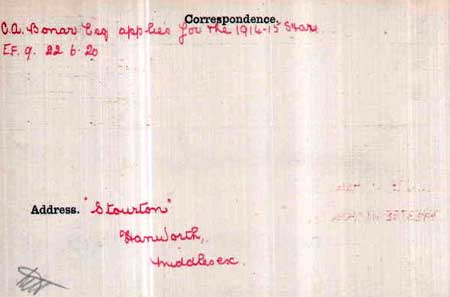 Correspondence.
C.A. Bonar Esq applies for the 1914-15 Star
EF. 9. 22 6. 20
Address. "Stourton"
Hanworth,
Middlesex.